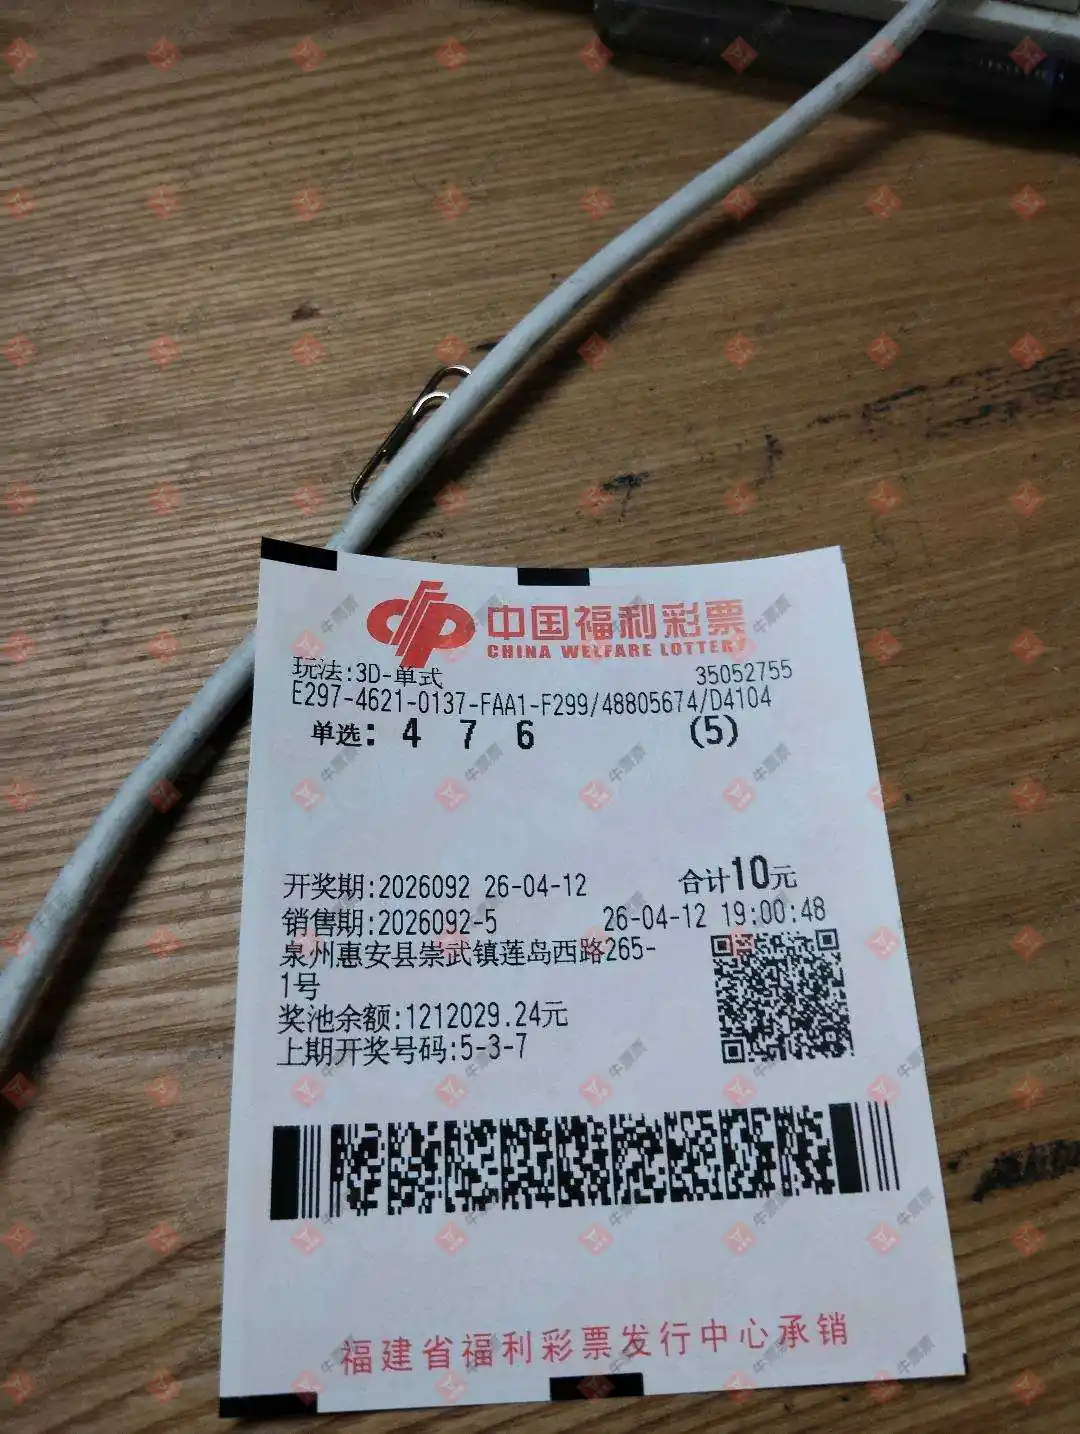 中国福利彩票
CHINA WELFARE LOTTERY
玩法:3D-单式 35052755
E297-4621-0137-FAA1-F299/48805674/D4104
单选: 4 7 6 (5)
开奖期:2026092 26-04-12 合计10元
销售期:2026092-5 26-04-12 19:00:48
泉州惠安县崇武镇莲岛西路265-
1号
奖池余额:1212029.24元
上期开奖号码:5-3-7
福建省福利彩票发行中心承销